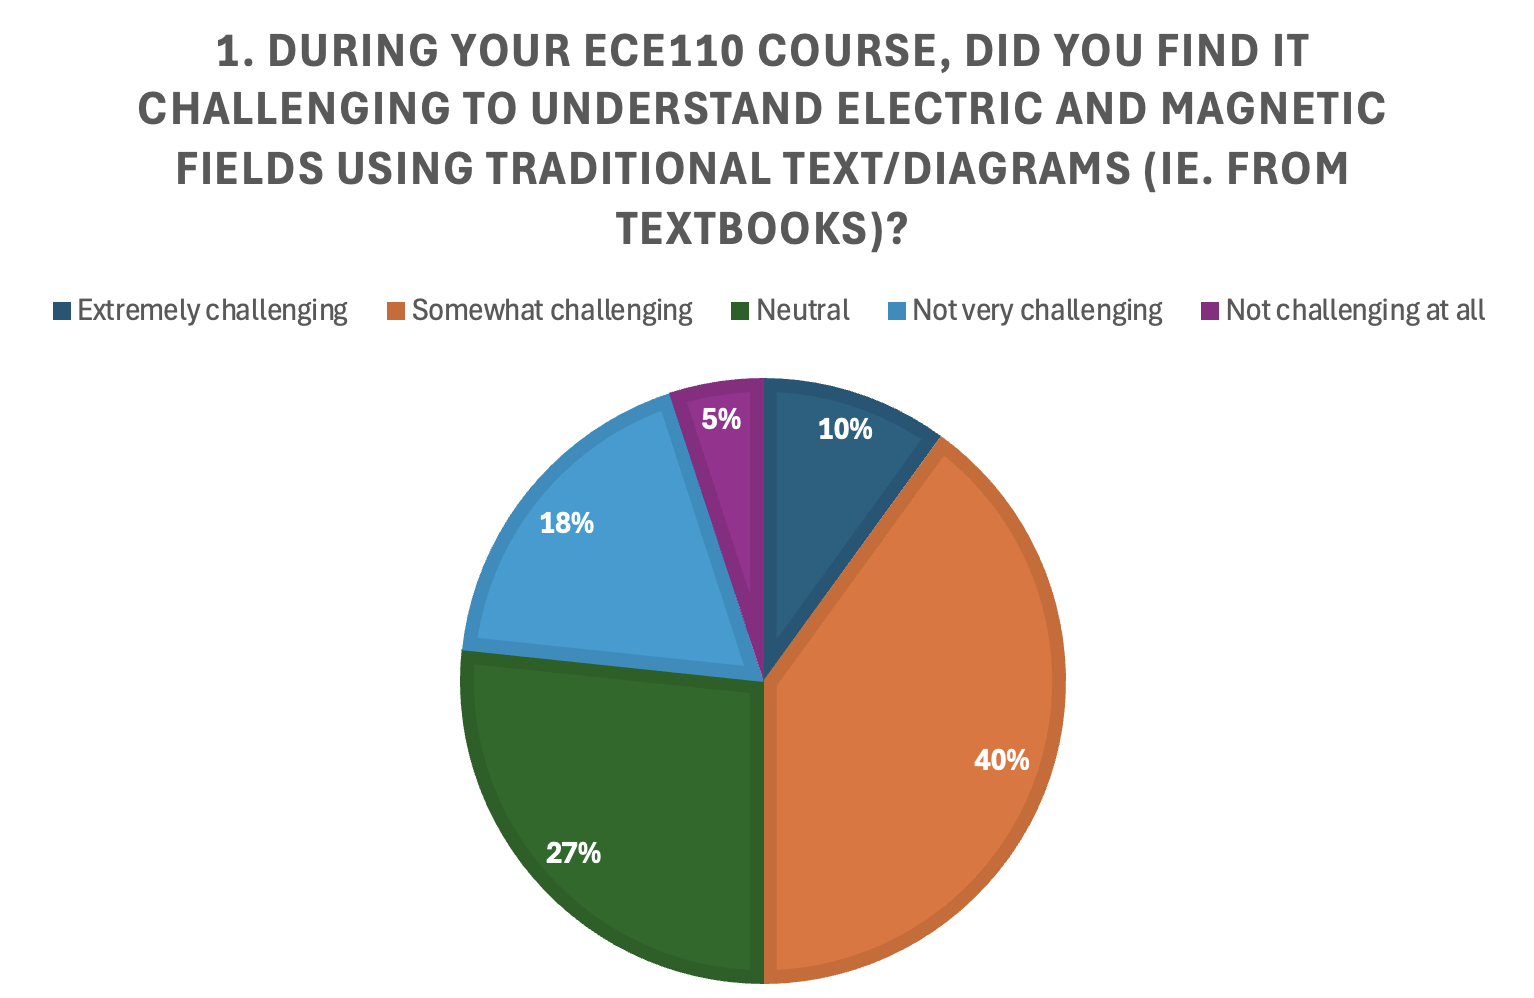 1. DURING YOUR ECE110 COURSE, DID YOU FIND IT
CHALLENGING TO UNDERSTAND ELECTRIC AND MAGNETIC
FIELDS USING TRADITIONAL TEXT/DIAGRAMS (IE. FROM
TEXTBOOKS)?
Extremely challenging Somewhat challenging Neutral Not very challenging Not challenging at all
5% 10%
18%
40%
27%